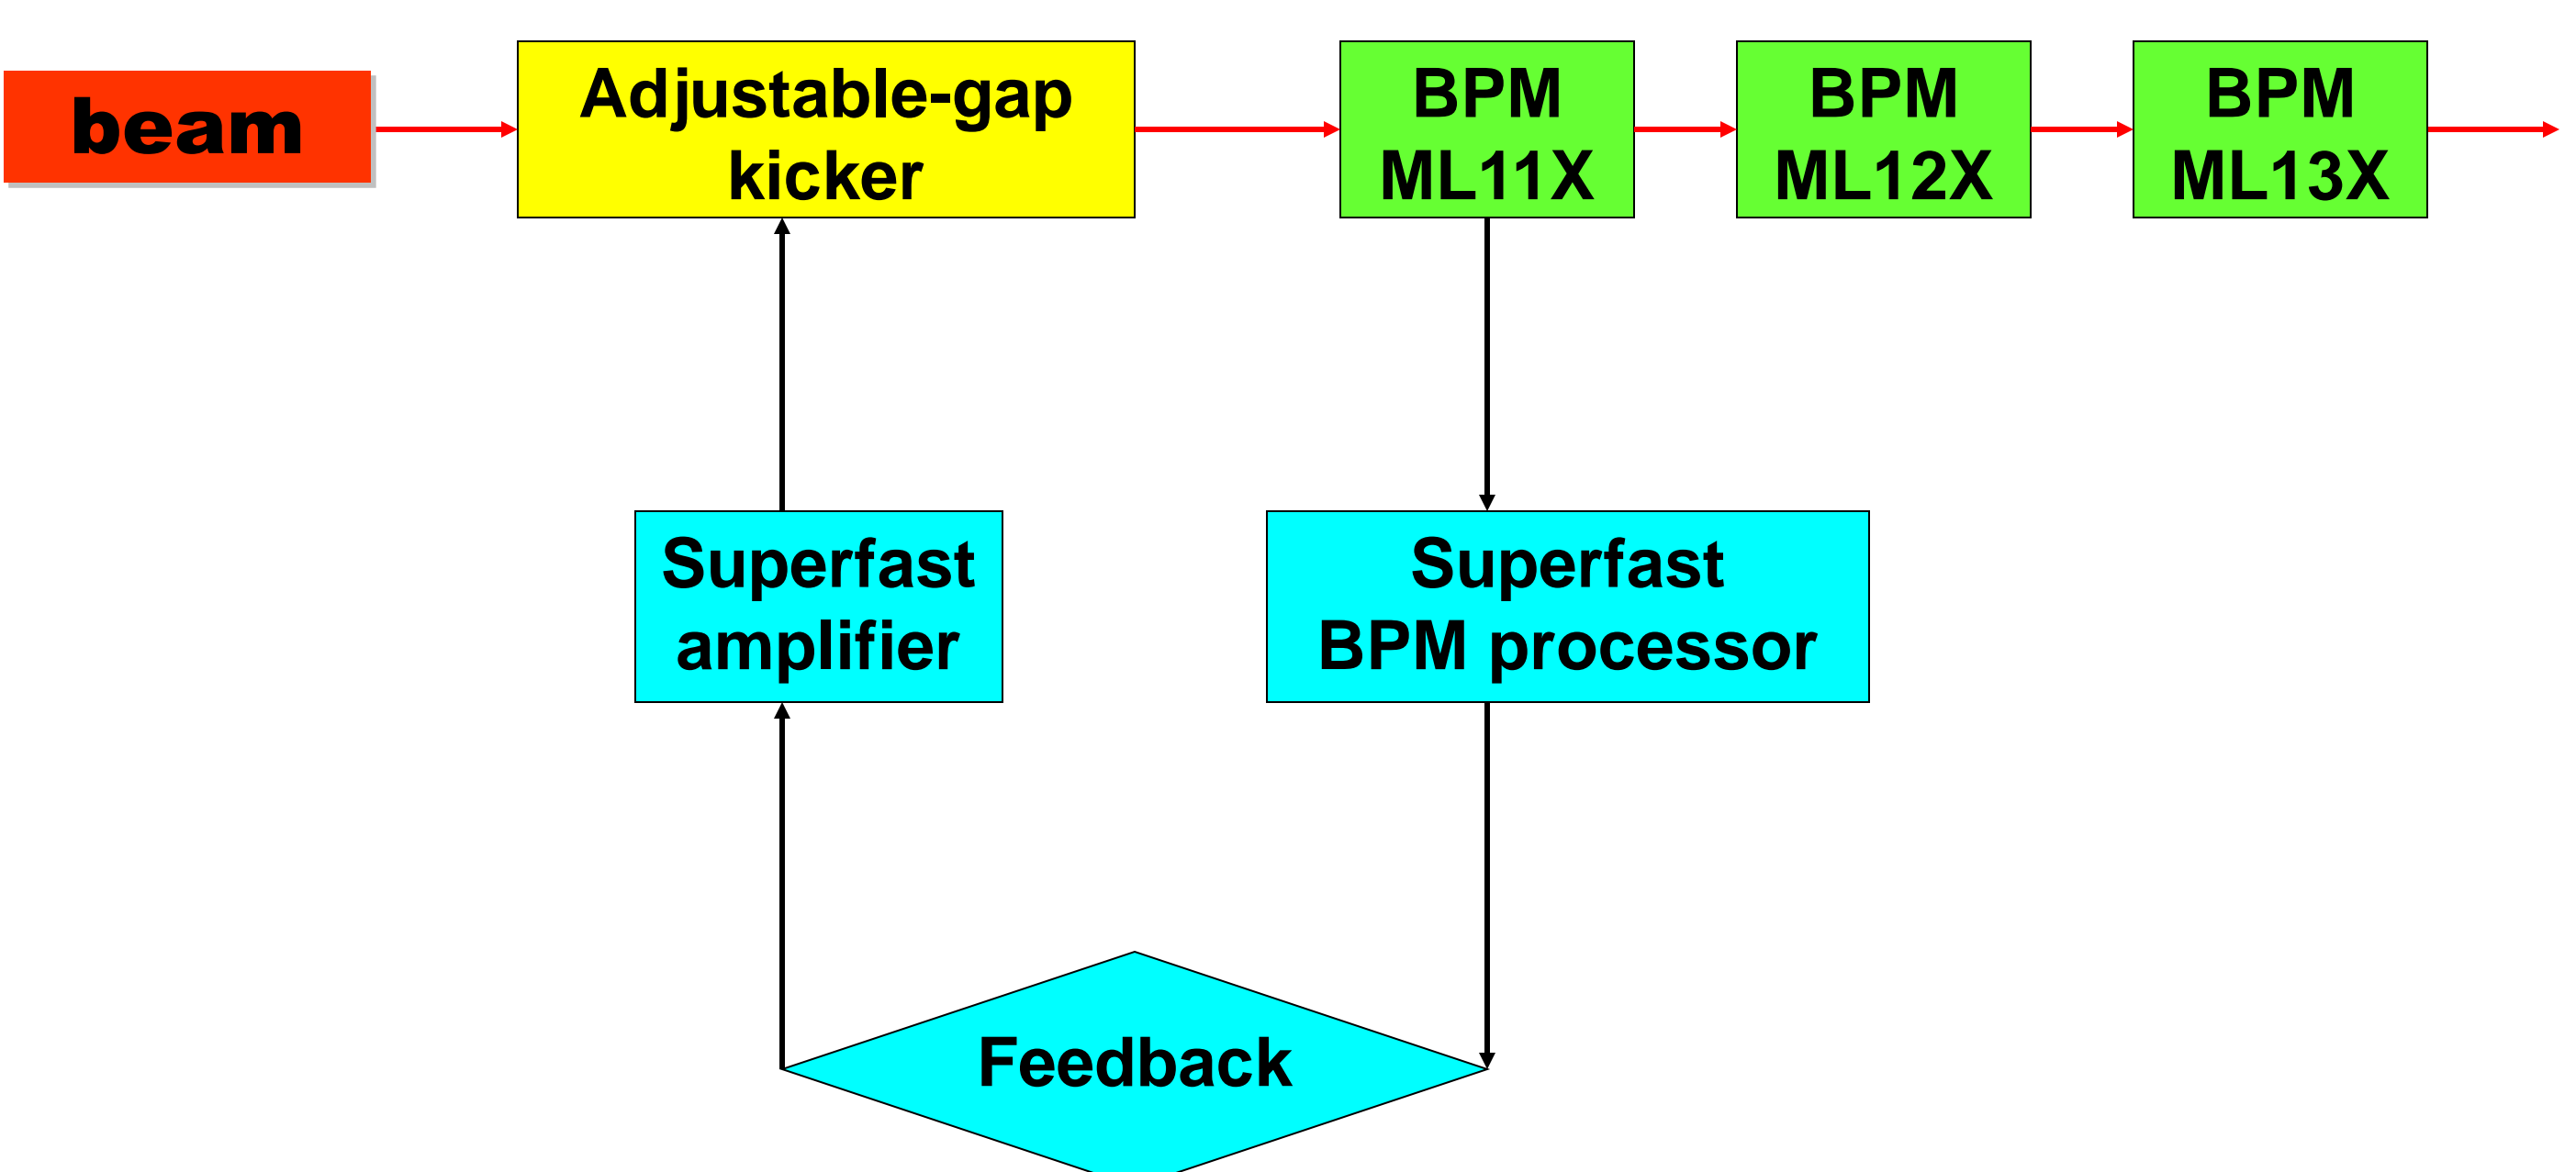 beam
Adjustable-gap
kicker
BPM
ML11X
BPM
ML12X
BPM
ML13X
Superfast
amplifier
Superfast
BPM processor
Feedback